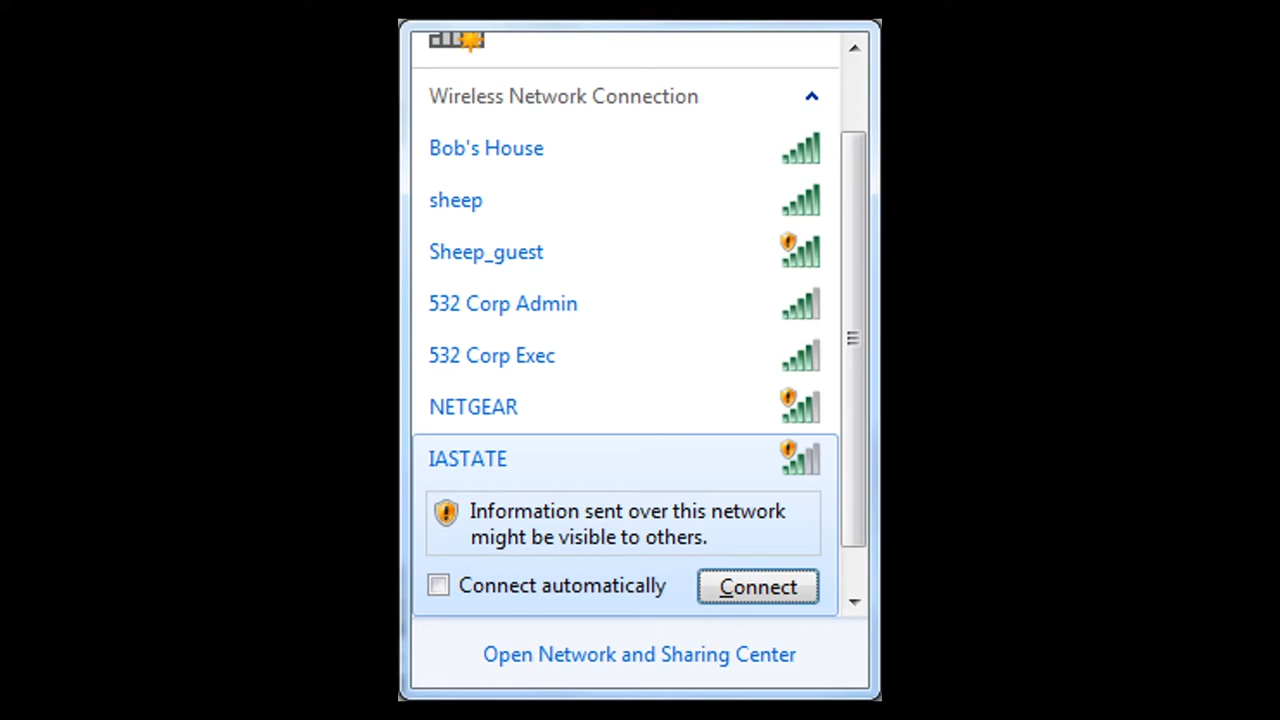 Wireless Network Connection
Bob's House
sheep
Sheep_guest
532 Corp Admin
532 Corp Exec
NETGEAR
IASTATE
Information sent over this network
might be visible to others.
Connect automatically
Connect
Open Network and Sharing Center